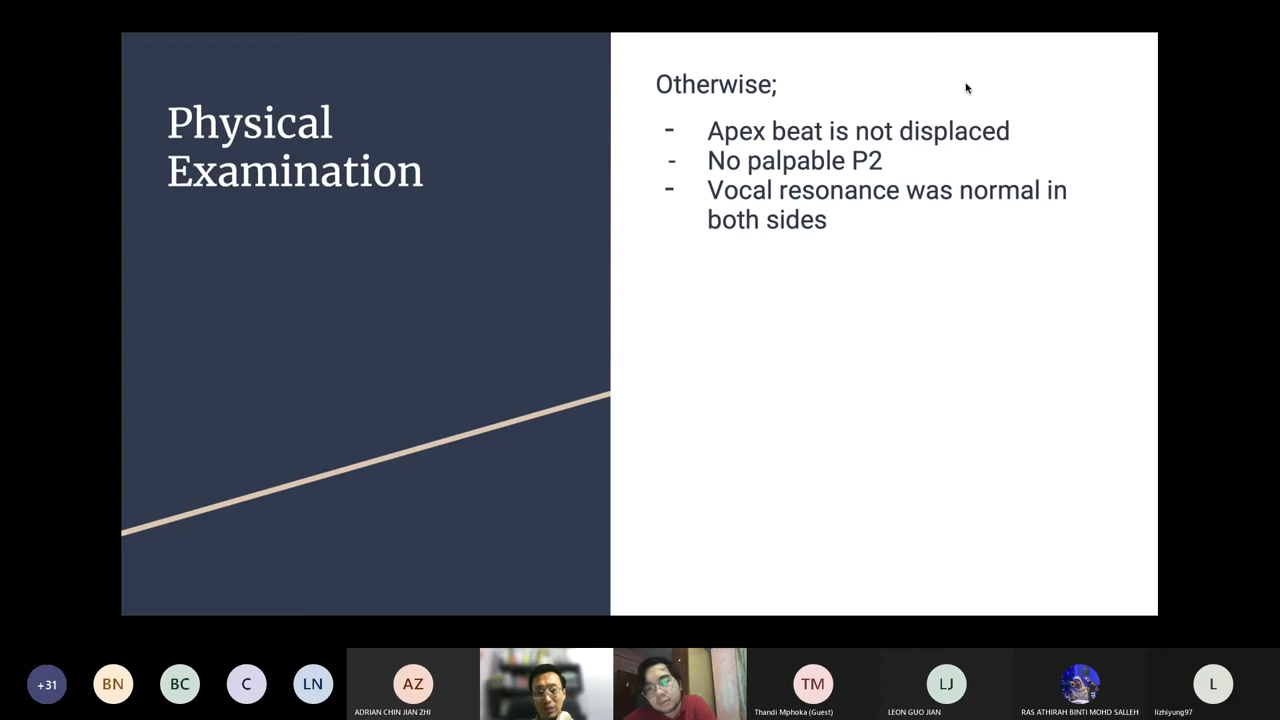 Physical
Examination
Otherwise;
- Apex beat is not displaced
- No palpable P2
- Vocal resonance was normal in
both sides
+31
BN
BC
C
LN
AZ
ADRIAN CHIN JIAN ZHI
TM
Thandi Mphoka (Guest)
LJ
LEON GUO JIAN
RAS ATHIRAH BINTI MOHD SALLEH
L
lizhiyung97